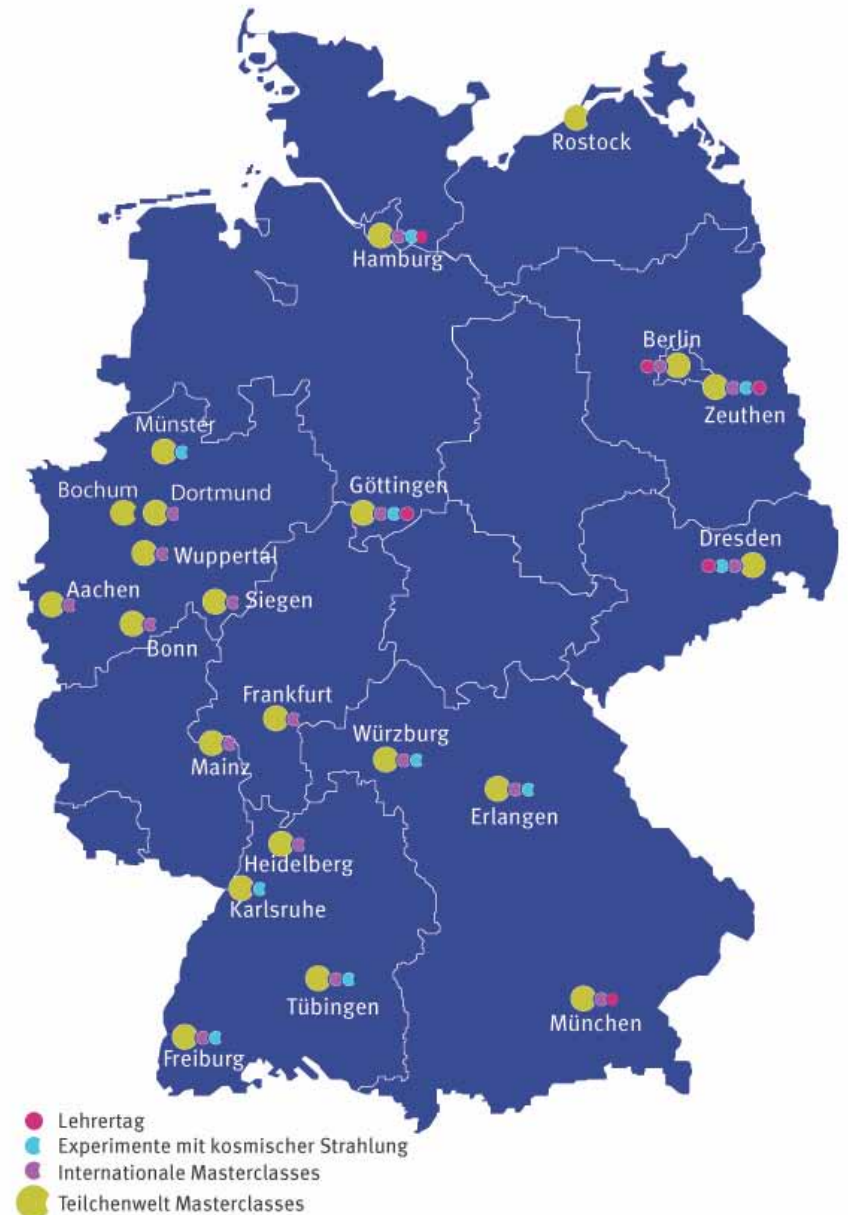 Rostock
Hamburg
Berlin
Zeuthen
Münster
Göttingen
Bochum
Dortmund
Dresden
Wuppertal
Aachen
Siegen
Bonn
Frankfurt
Würzburg
Mainz
Erlangen
Heidelberg
Karlsruhe
Tübingen
München
Freiburg
Lehrertag
Experimente mit kosmischer Strahlung
Internationale Masterclasses
Teilchenwelt Masterclasses